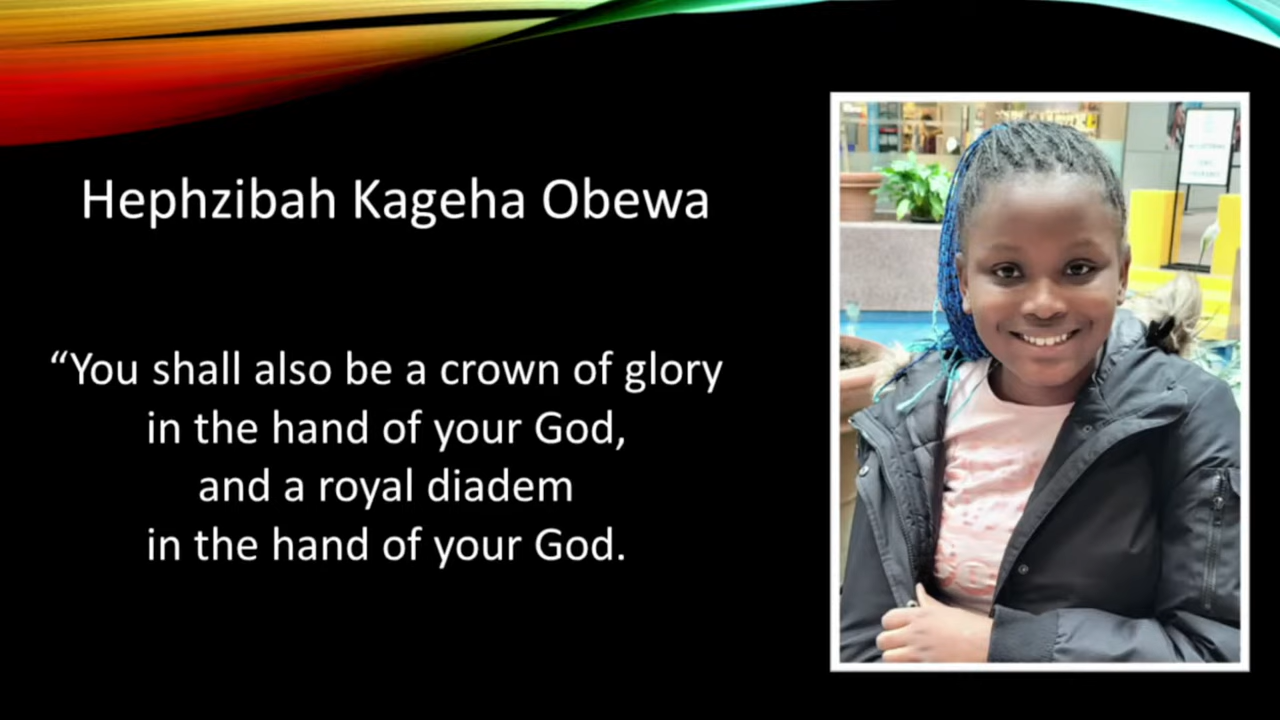 Hephzibah Kageha Obewa
“You shall also be a crown of glory
in the hand of your God,
and a royal diadem
in the hand of your God.